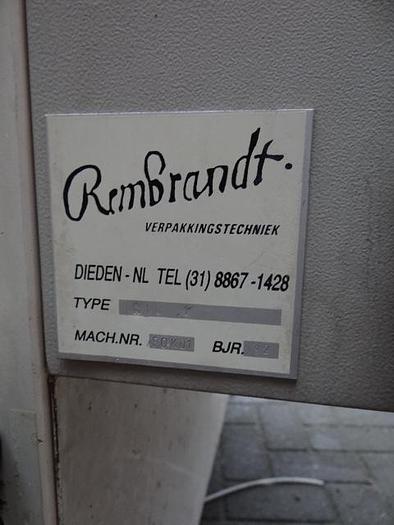 Rembrandt.
VERPAKKINGSTECHNIEK
DIEDEN - NL TEL (31) 8867 - 1428
TYPE
MACH.NR.
BJR.